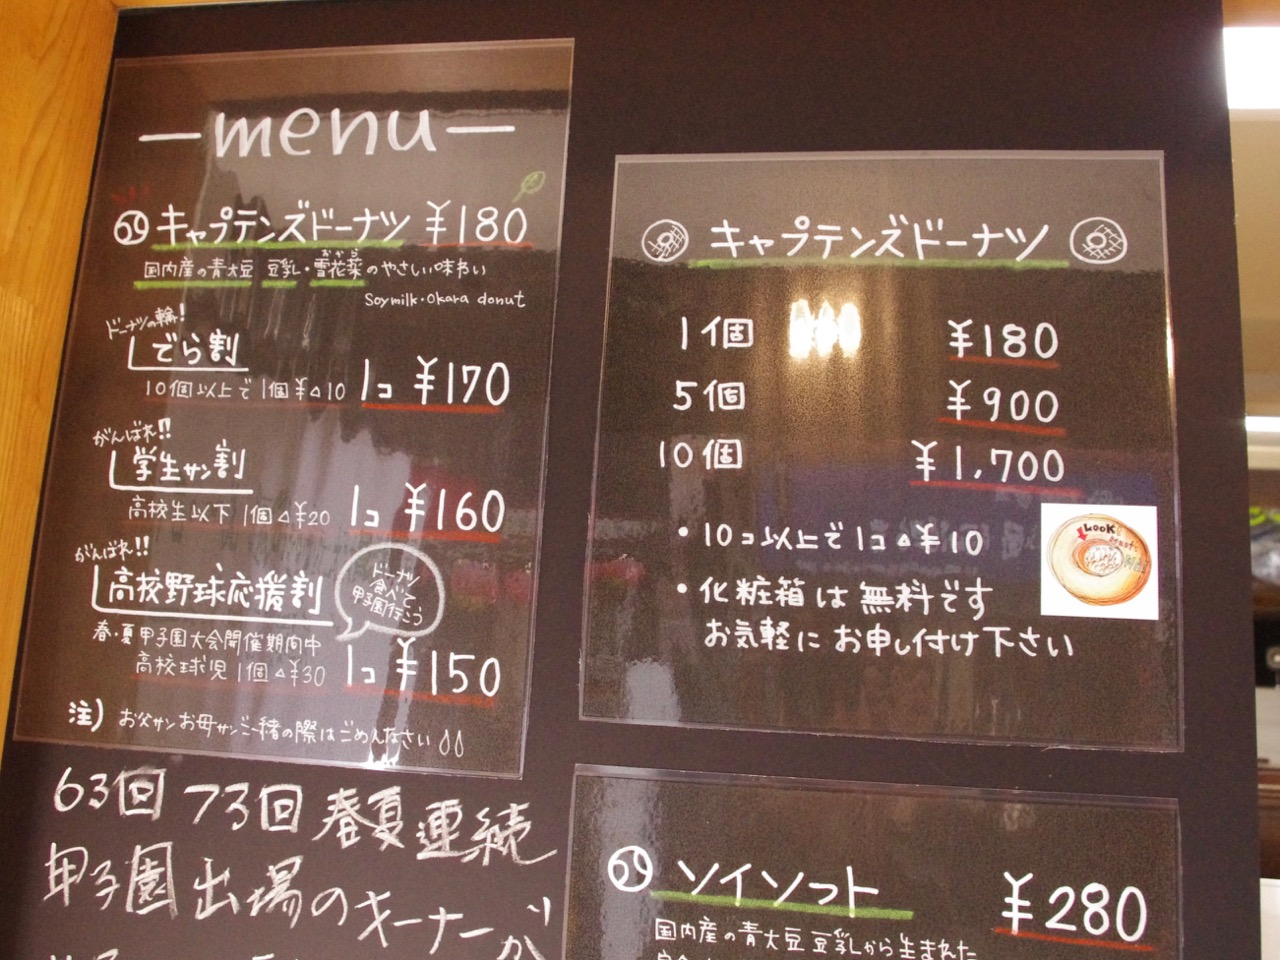 menu
キャプテンズドーナツ ¥180
国内産の青大豆 豆乳・雪花菜のやさしい味わい
おから
Soymilk・Okara donut
ドーナツの輪!
でら割
10個以上で1個¥△10 1コ ¥170
がんばれ!!
学生サン割
高校生以下 1個△¥20 1コ ¥160
がんばれ!!
高校野球応援割
ドーナツ
食べて
甲子園行こう
春・夏甲子園大会開催期間中
高校球児1個△¥30 1コ ¥150
注) お父サンお母サンご一緒の際はごめんなさい
63回 73回 春夏連続
甲子園出場のキーナーが
キャプテンズドーナツ
1個 ¥180
5個 ¥900
10個 ¥1,700
・10コ以上で1コ△¥10
・化粧箱は無料です
お気軽にお申し付け下さい
LOOK
ソイソフト ¥280
国内産の青大豆豆乳から生まれた